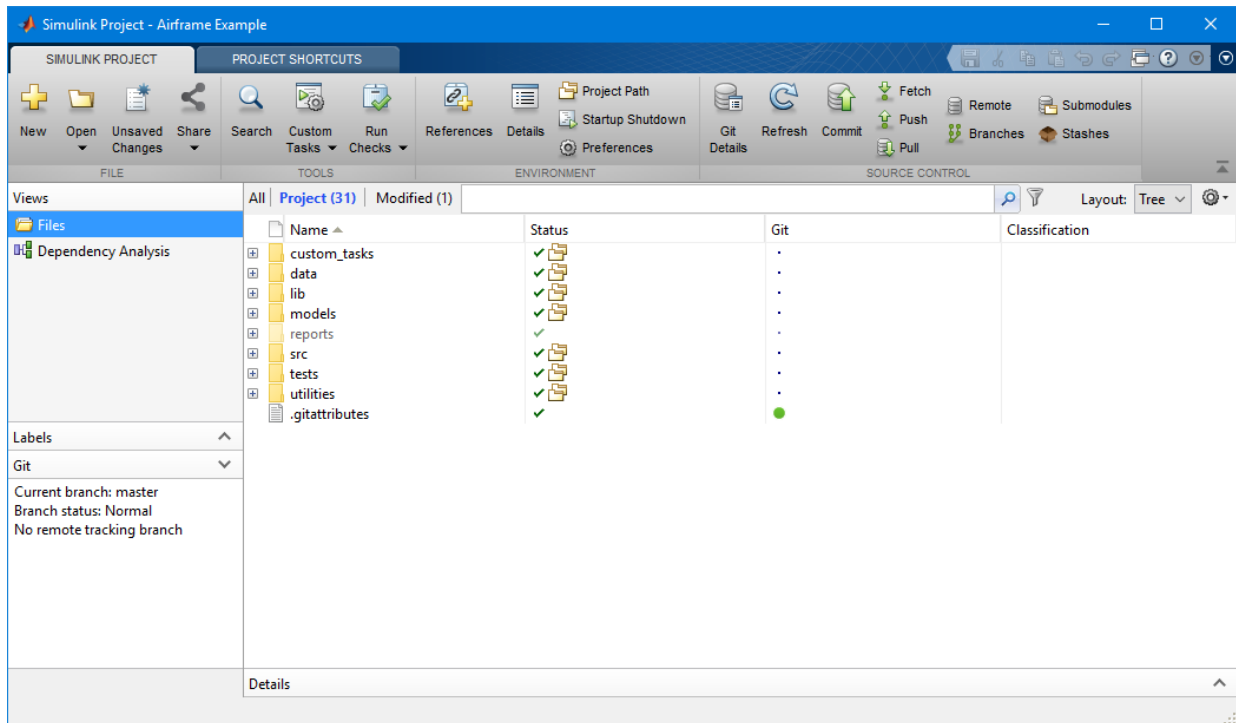 Simulink Project - Airframe Example
SIMULINK PROJECT PROJECT SHORTCUTS
New Open Unsaved Changes Share
FILE
Search Custom Tasks Run Checks
TOOLS
References Details Project Path Startup Shutdown Preferences
ENVIRONMENT
Git Details Refresh Commit Fetch Push Pull Remote Branches Submodules Stashes
SOURCE CONTROL
Views
Files
Dependency Analysis
All Project (31) Modified (1) Layout: Tree
Name Status Git Classification
custom_tasks
data
lib
models
reports
src
tests
utilities
.gitattributes
Labels
Git
Current branch: master
Branch status: Normal
No remote tracking branch
Details